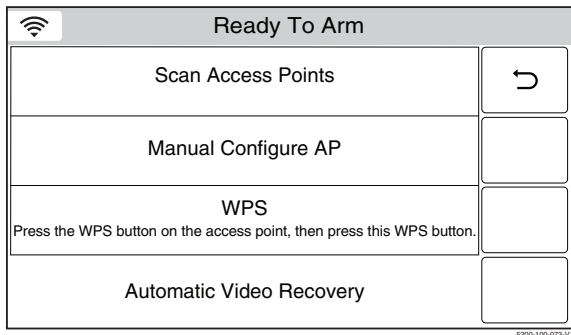 Ready To Arm
Scan Access Points
Manual Configure AP
WPS
Press the WPS button on the access point, then press this WPS button.
Automatic Video Recovery